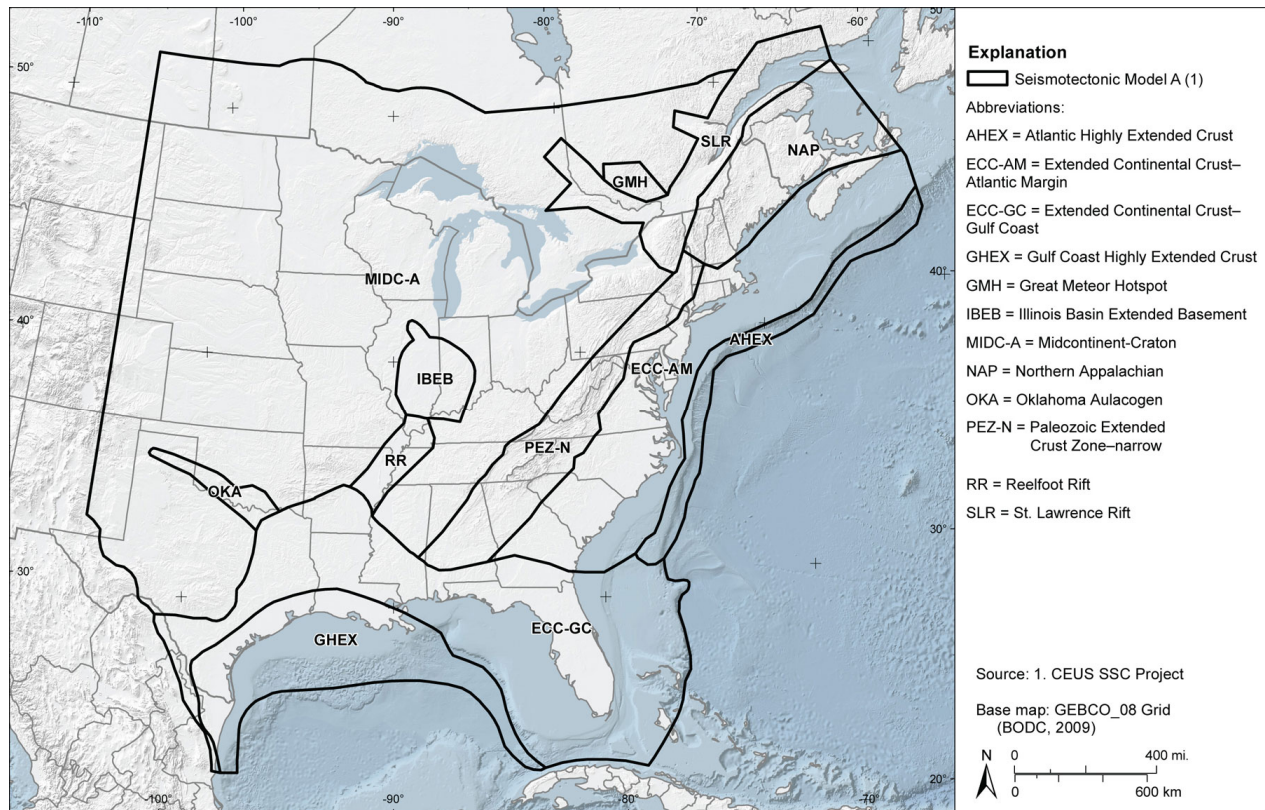 -110°
-100°
-90°
-80°
-70°
-60°
50°
50°
40°
40°
30°
30°
20°
-100°
-90°
-80°
-70°
SLR
NAP
GMH
MIDC-A
AHEX
ECC-AM
IBEB
PEZ-N
RR
OKA
GHEX
ECC-GC
Explanation
Seismotectonic Model A (1)
Abbreviations:
AHEX = Atlantic Highly Extended Crust
ECC-AM = Extended Continental Crust–
Atlantic Margin
ECC-GC = Extended Continental Crust–
Gulf Coast
GHEX = Gulf Coast Highly Extended Crust
GMH = Great Meteor Hotspot
IBEB = Illinois Basin Extended Basement
MIDC-A = Midcontinent-Craton
NAP = Northern Appalachian
OKA = Oklahoma Aulacogen
PEZ-N = Paleozoic Extended
Crust Zone–narrow
RR = Reelfoot Rift
SLR = St. Lawrence Rift
Source: 1. CEUS SSC Project
Base map: GEBCO_08 Grid
(BODC, 2009)
N
0 400 mi.
0 600 km